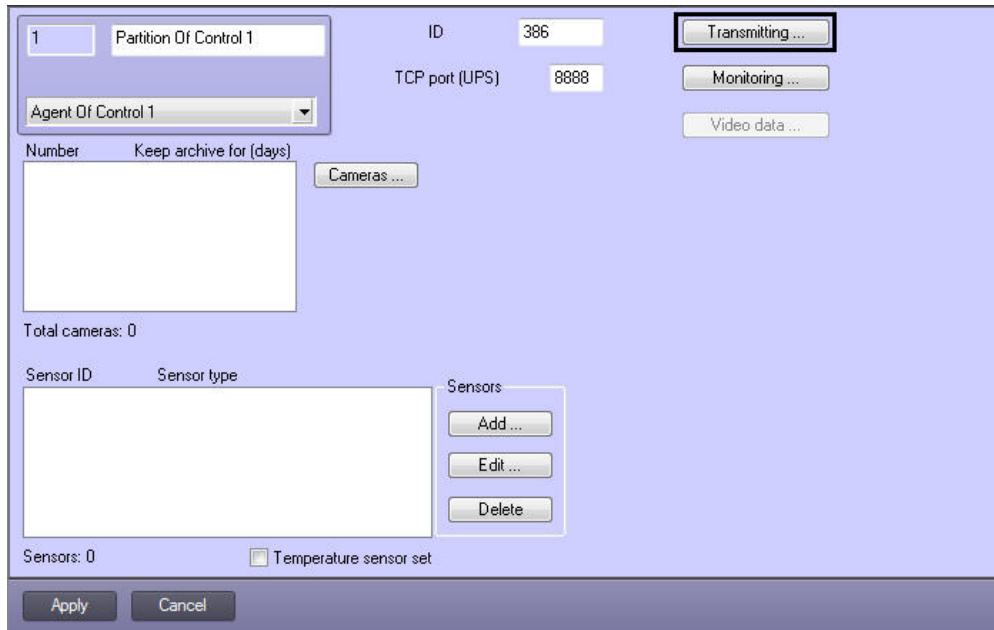 1 Partition Of Control 1 ID 386 Transmitting ...
TCP port (UPS) 8888 Monitoring ...
Agent Of Control 1 Video data ...
Number Keep archive for (days)
Cameras ...
Total cameras: 0
Sensor ID Sensor type
Sensors
Add ...
Edit ...
Delete
Sensors: 0 Temperature sensor set
Apply Cancel